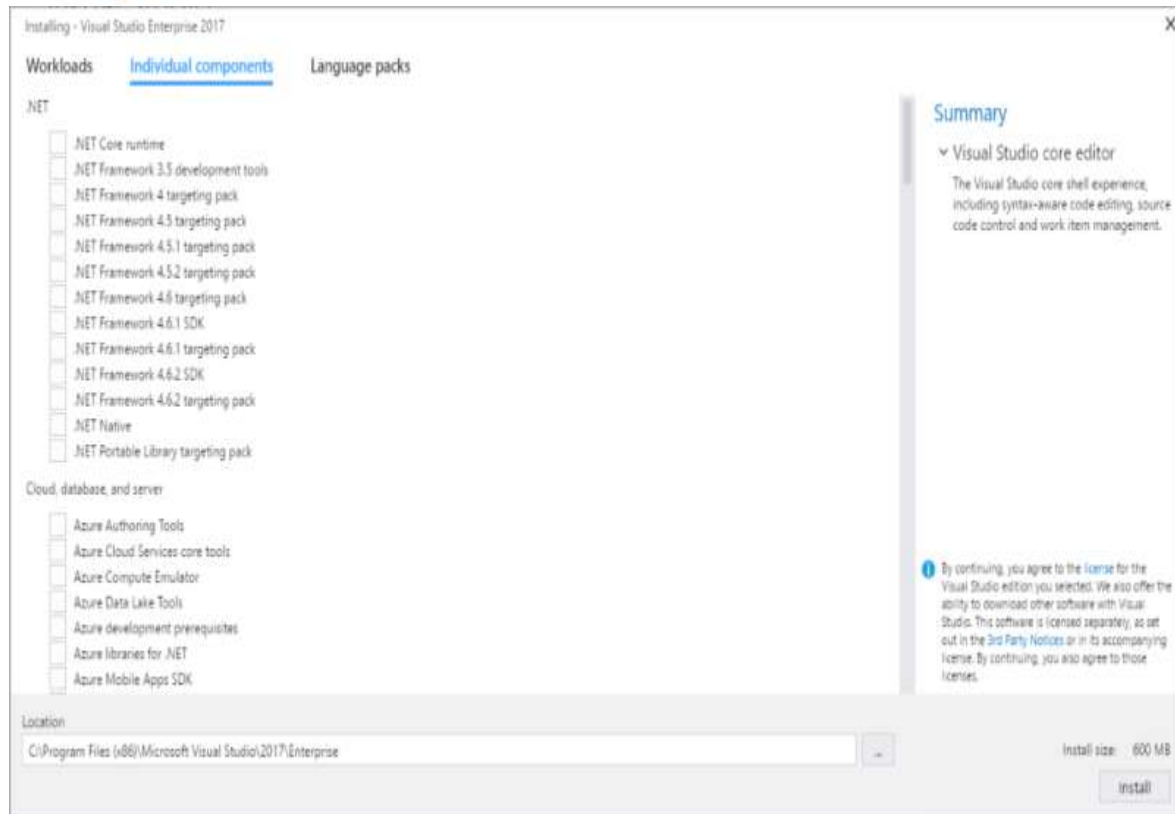 Installing - Visual Studio Enterprise 2017
X
Workloads
Individual components
Language packs
.NET
.NET Core runtime
.NET Framework 3.5 development tools
.NET Framework 4 targeting pack
.NET Framework 4.5 targeting pack
.NET Framework 4.5.1 targeting pack
.NET Framework 4.5.2 targeting pack
.NET Framework 4.6 targeting pack
.NET Framework 4.6.1 SDK
.NET Framework 4.6.1 targeting pack
.NET Framework 4.6.2 SDK
.NET Framework 4.6.2 targeting pack
.NET Native
.NET Portable Library targeting pack
Cloud, database, and server
Azure Authoring Tools
Azure Cloud Services core tools
Azure Compute Emulator
Azure Data Lake Tools
Azure development prerequisites
Azure libraries for .NET
Azure Mobile Apps SDK
Summary
Visual Studio core editor
The Visual Studio core shell experience,
including syntax-aware code editing, source
code control and work item management.
By continuing, you agree to the license for the
Visual Studio edition you selected. We also offer the
ability to download other software with Visual
Studio. This software is licensed separately, as set
out in the 3rd Party Notices or in its accompanying
license. By continuing, you also agree to those
licenses.
Location
C:\Program Files (x86)\Microsoft Visual Studio\2017\Enterprise
...
Install size: 600 MB
Install